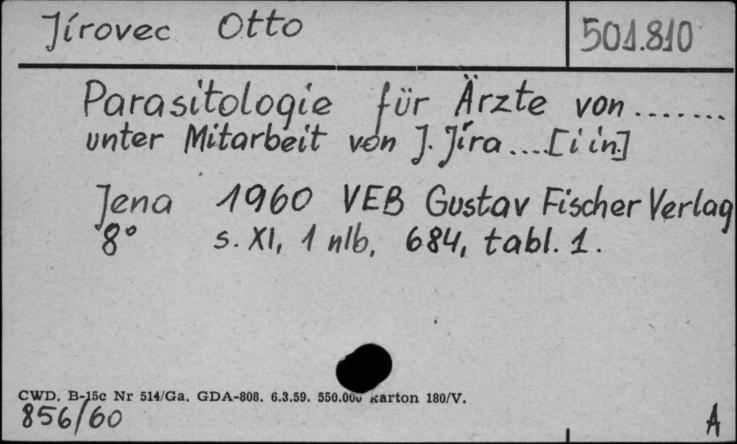 Jírovec Otto
501.810
Parasitologie für Ärzte von .......
unter Mitarbeit von J. Jíra .... [i in.]
Jena 1960 VEB Gustav Fischer Verlag
8° s. XI, 1 nlb, 684, tabl. 1.
CWD. B-15c Nr 514/Ga. GDA-808. 6.3.59. 550.000 Karton 180/V.
856/60
A